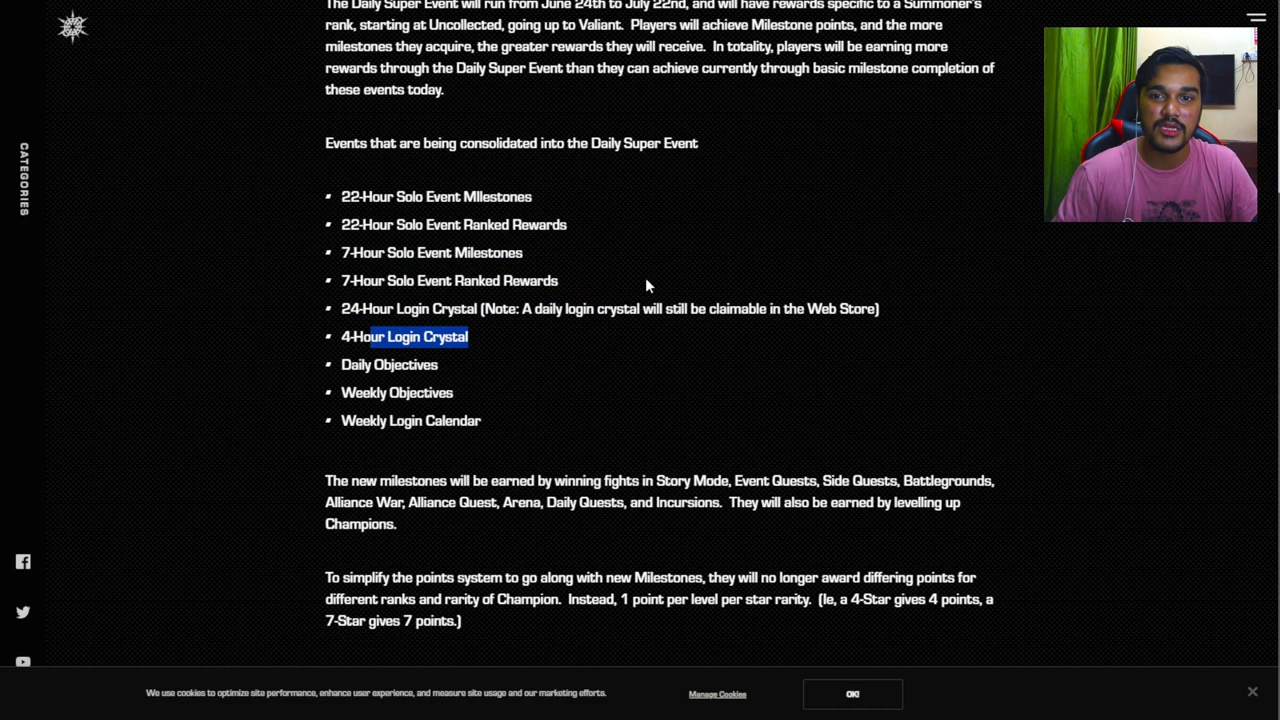 The Daily Super Event will run from June 24th to July 22nd, and will have rewards specific to a Summoner's
rank, starting at Uncollected, going up to Valiant. Players will achieve Milestone points, and the more
milestones they acquire, the greater rewards they will receive. In totality, players will be earning more
rewards through the Daily Super Event than they can achieve currently through basic milestone completion of
these events today.
CATEGORIES
Events that are being consolidated into the Daily Super Event
22-Hour Solo Event MIlestones
22-Hour Solo Event Ranked Rewards
7-Hour Solo Event Milestones
7-Hour Solo Event Ranked Rewards
24-Hour Login Crystal (Note: A daily login crystal will still be claimable in the Web Store)
4-Hour Login Crystal
Daily Objectives
Weekly Objectives
Weekly Login Calendar
The new milestones will be earned by winning fights in Story Mode, Event Quests, Side Quests, Battlegrounds,
Alliance War, Alliance Quest, Arena, Daily Quests, and Incursions. They will also be earned by levelling up
Champions.
To simplify the points system to go along with new Milestones, they will no longer award differing points for
different ranks and rarity of Champion. Instead, 1 point per level per star rarity. (Ie, a 4-Star gives 4 points, a
7-Star gives 7 points.)
We use cookies to optimize site performance, enhance user experience, and measure site usage and our marketing efforts.
Manage Cookies
OK!